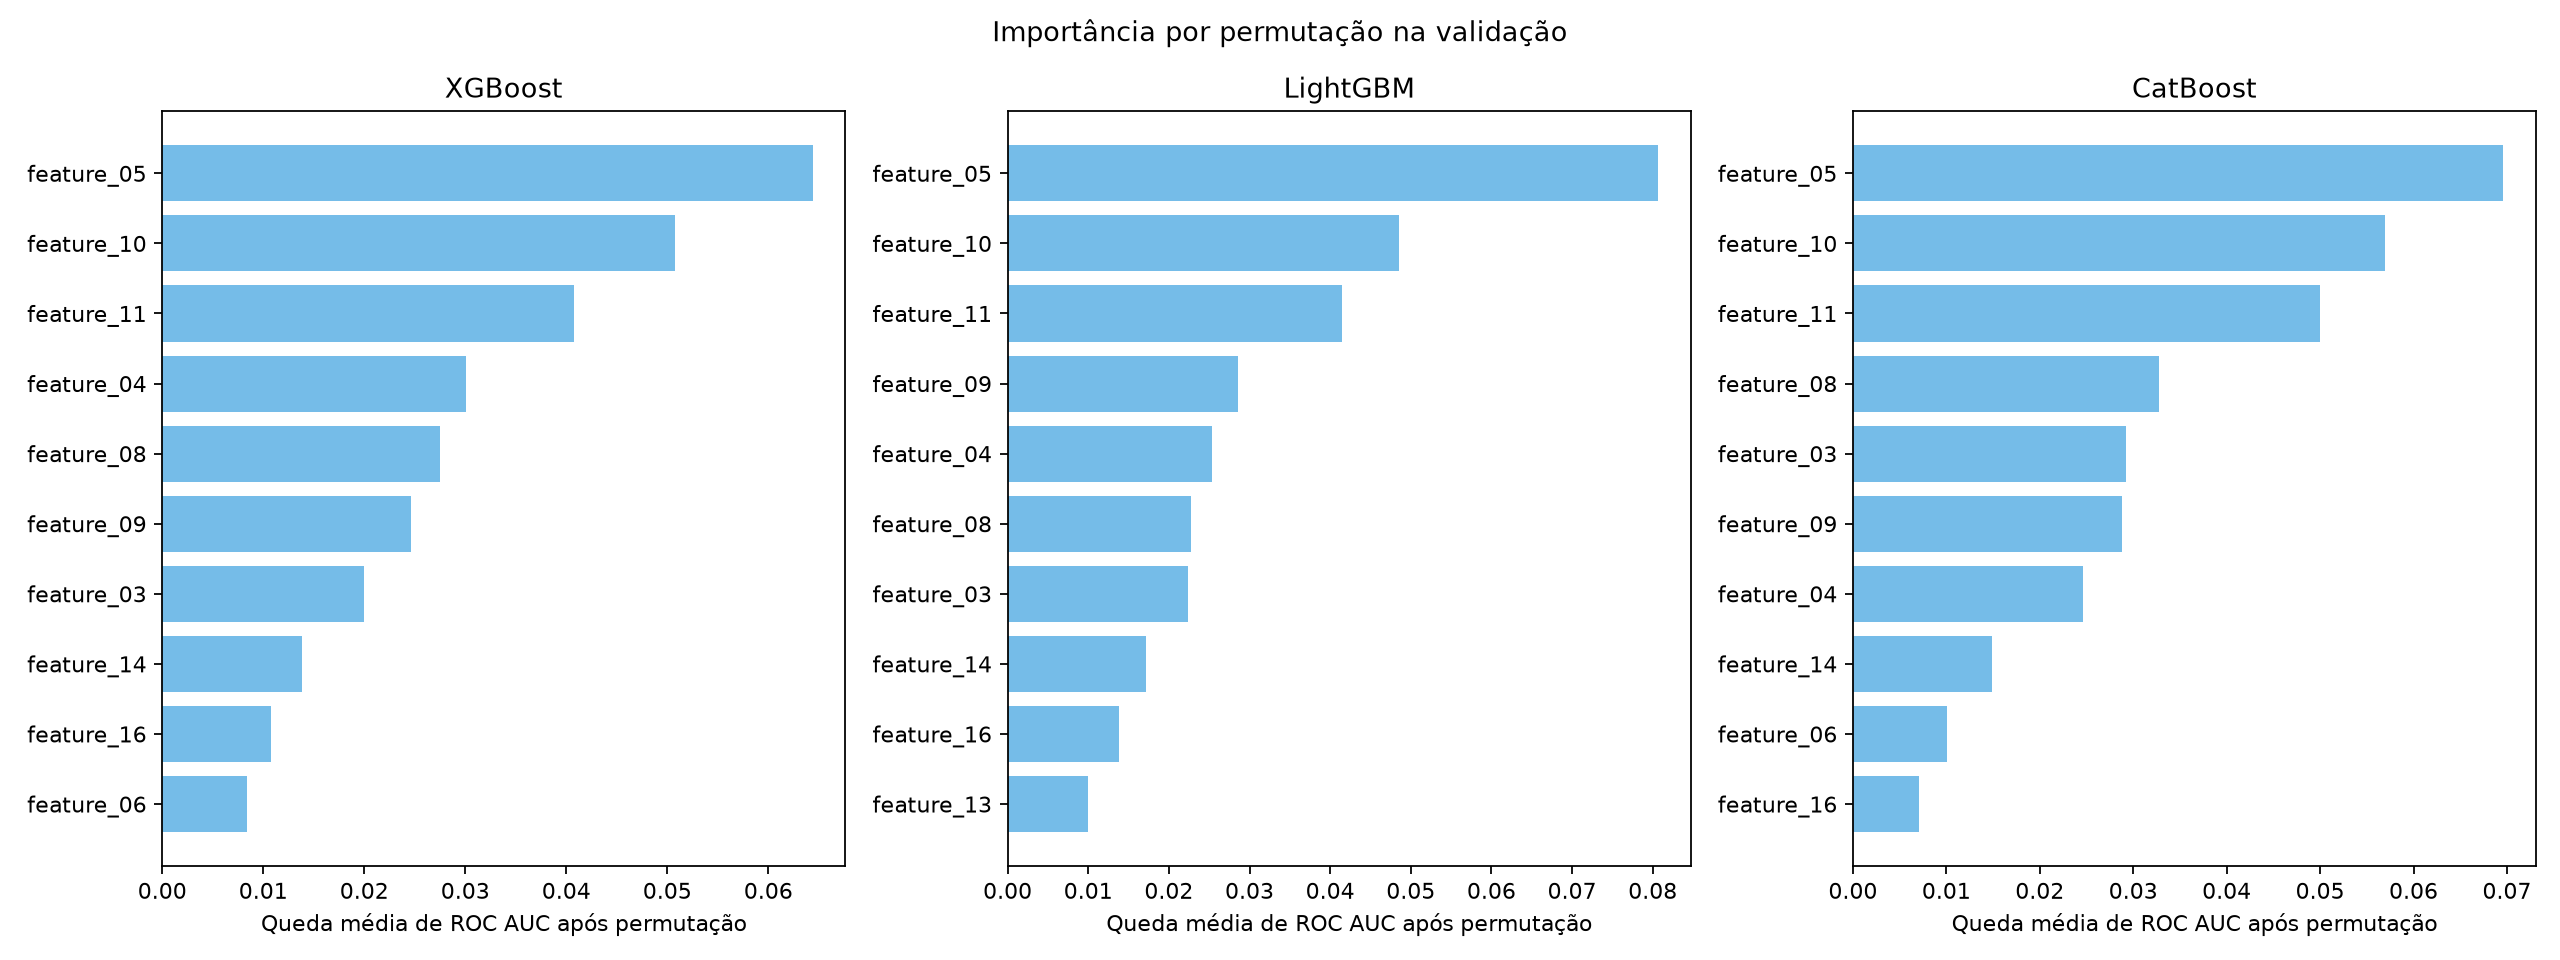 Importância por permutação na validação
XGBoost
feature_05
feature_10
feature_11
feature_04
feature_08
feature_09
feature_03
feature_14
feature_16
feature_06
0.00 0.01 0.02 0.03 0.04 0.05 0.06
Queda média de ROC AUC após permutação
LightGBM
feature_05
feature_10
feature_11
feature_09
feature_04
feature_08
feature_03
feature_14
feature_16
feature_13
0.00 0.01 0.02 0.03 0.04 0.05 0.06 0.07 0.08
Queda média de ROC AUC após permutação
CatBoost
feature_05
feature_10
feature_11
feature_08
feature_03
feature_09
feature_04
feature_14
feature_06
feature_16
0.00 0.01 0.02 0.03 0.04 0.05 0.06 0.07
Queda média de ROC AUC após permutação